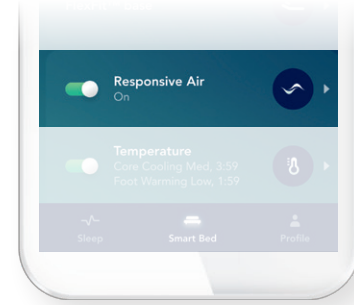 Responsive Air
On
Temperature
Core Cooling Med, 3:59
Foot Warming Low, 1:59
Sleep
Smart Bed
Profile